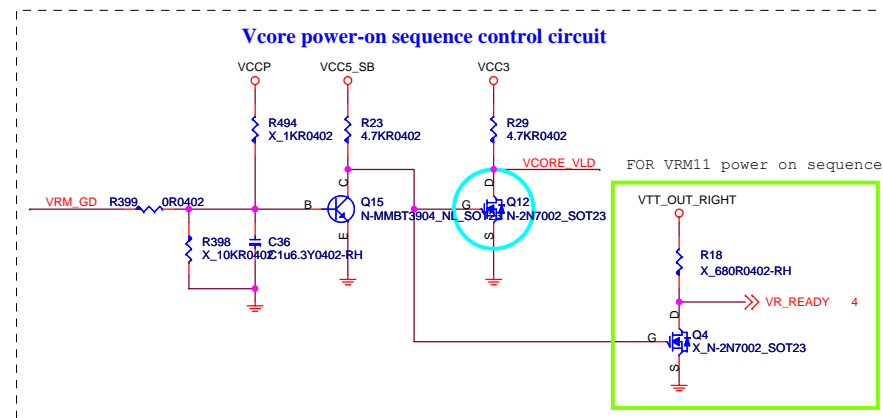 Vcore power-on sequence control circuit
VCCP
VCC5_SB
VCC3
R494
X_1KR0402
R23
4.7KR0402
R29
4.7KR0402
VCORE_VLD
FOR VRM11 power on sequence
VRM_GD
R399
0R0402
B
C
E
Q15
N-MMBT3904_NL_SOT23
G
D
S
Q12
N-2N7002_SOT23
VTT_OUT_RIGHT
R398
X_10KR0402
C36
C1u6.3Y0402-RH
R18
X_680R0402-RH
VR_READY 4
D
G
S
Q4
X_N-2N7002_SOT23